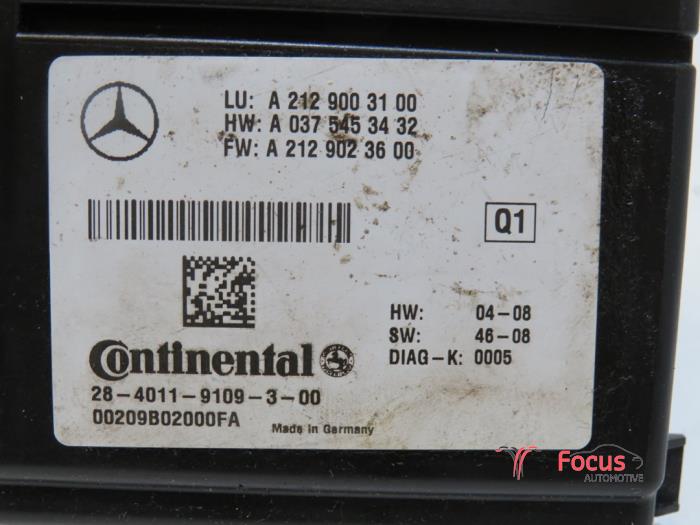 LU: A 212 900 31 00
HW: A 037 545 34 32
FW: A 212 902 36 00
Q1
HW: 04-08
SW: 46-08
DIAG-K: 0005
Continental
28-4011-9109-3-00
00209B02000FA
Made in Germany
Focus
AUTOMOTIVE